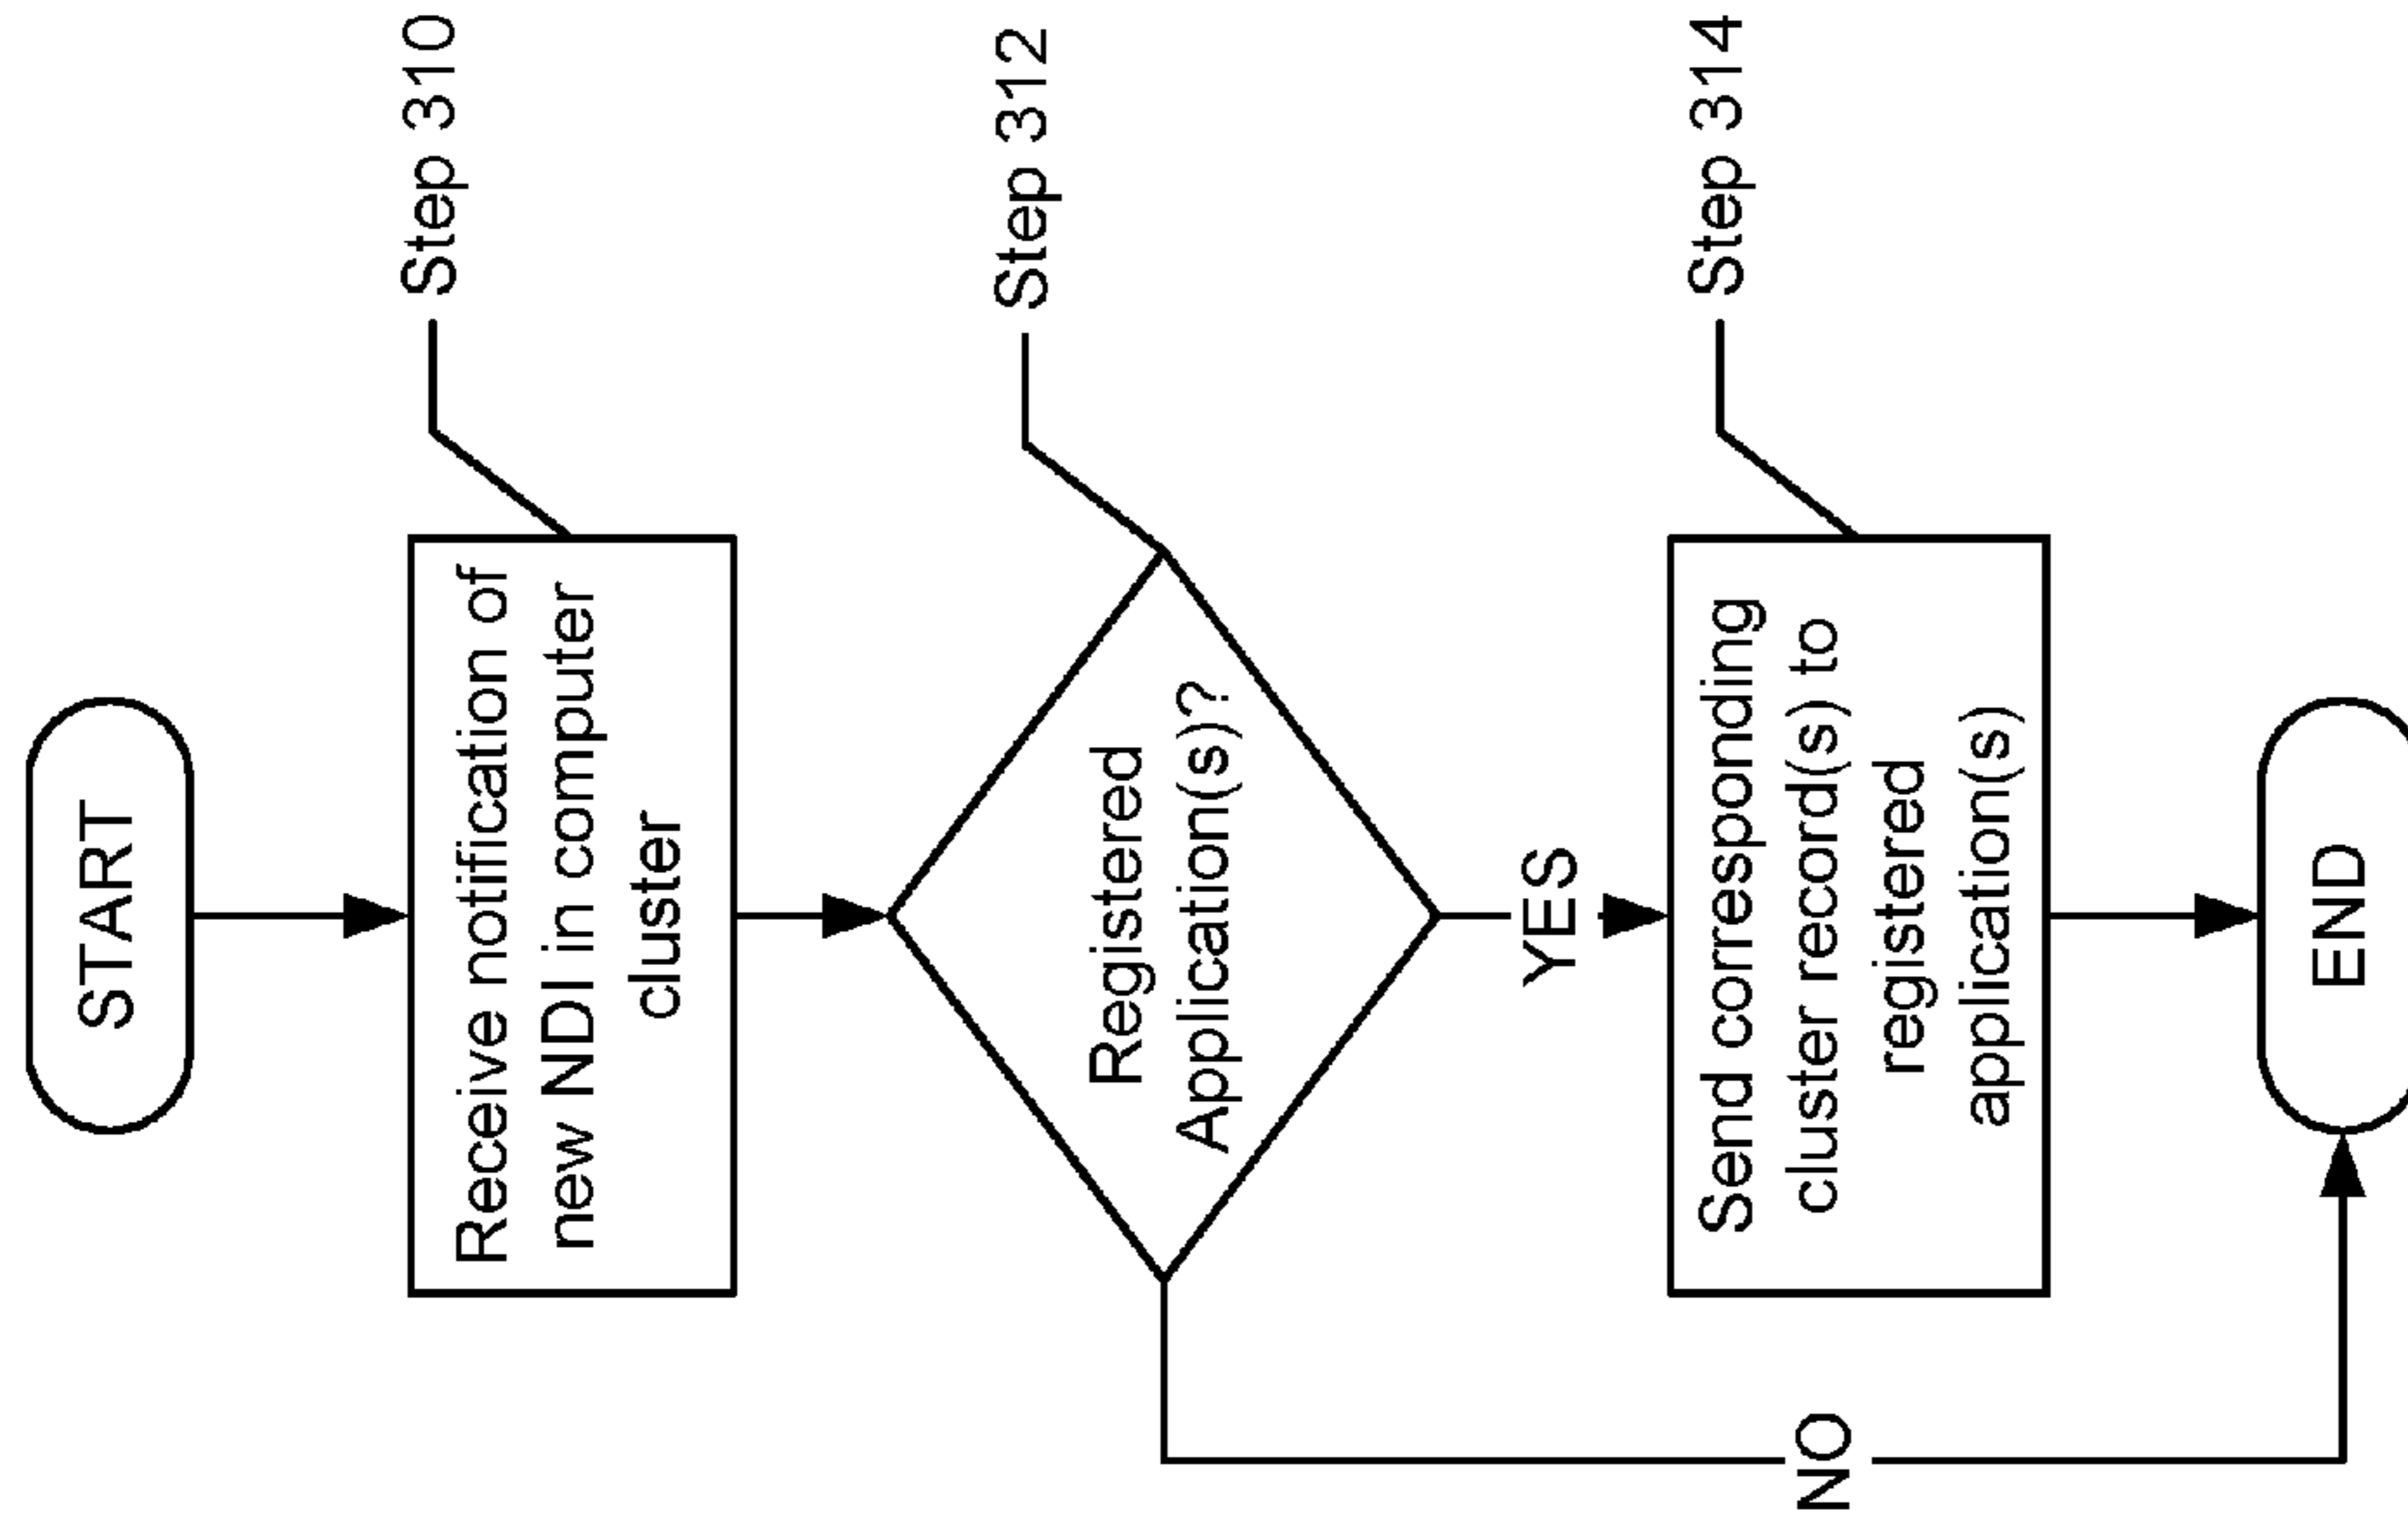 START
Receive notification of
new NDI in computer
cluster
Step 310
Registered
Application(s)?
Step 312
YES
NO
Send corresponding
cluster record(s) to
registered
application(s)
Step 314
END